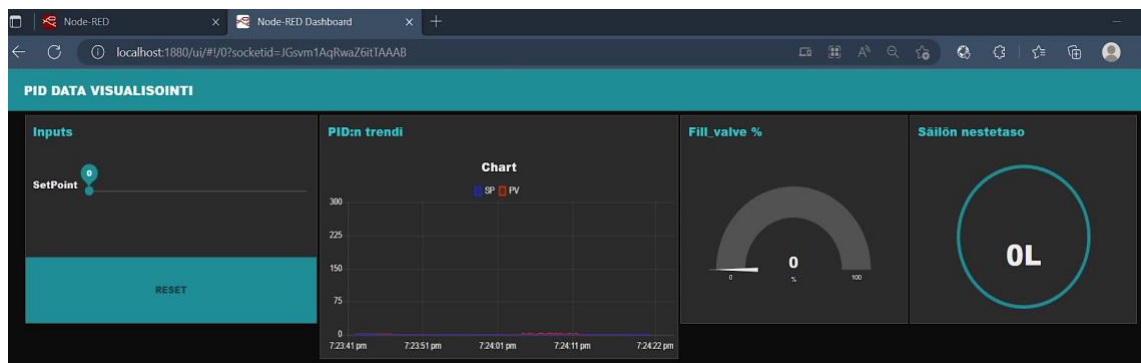 Node-RED
Node-RED Dashboard
localhost:1880/ui/#!/0?socketid=JGsvm1AqRwaZ6itTAAAB
PID DATA VISUALISOINTI
Inputs
SetPoint
0
RESET
PID:n trendi
Chart
SP PV
300
225
150
75
0
7:23:41 pm 7:23:51 pm 7:24:01 pm 7:24:11 pm 7:24:22 pm
Fill_valve %
0
%
0 100
Säilön nestetaso
0L